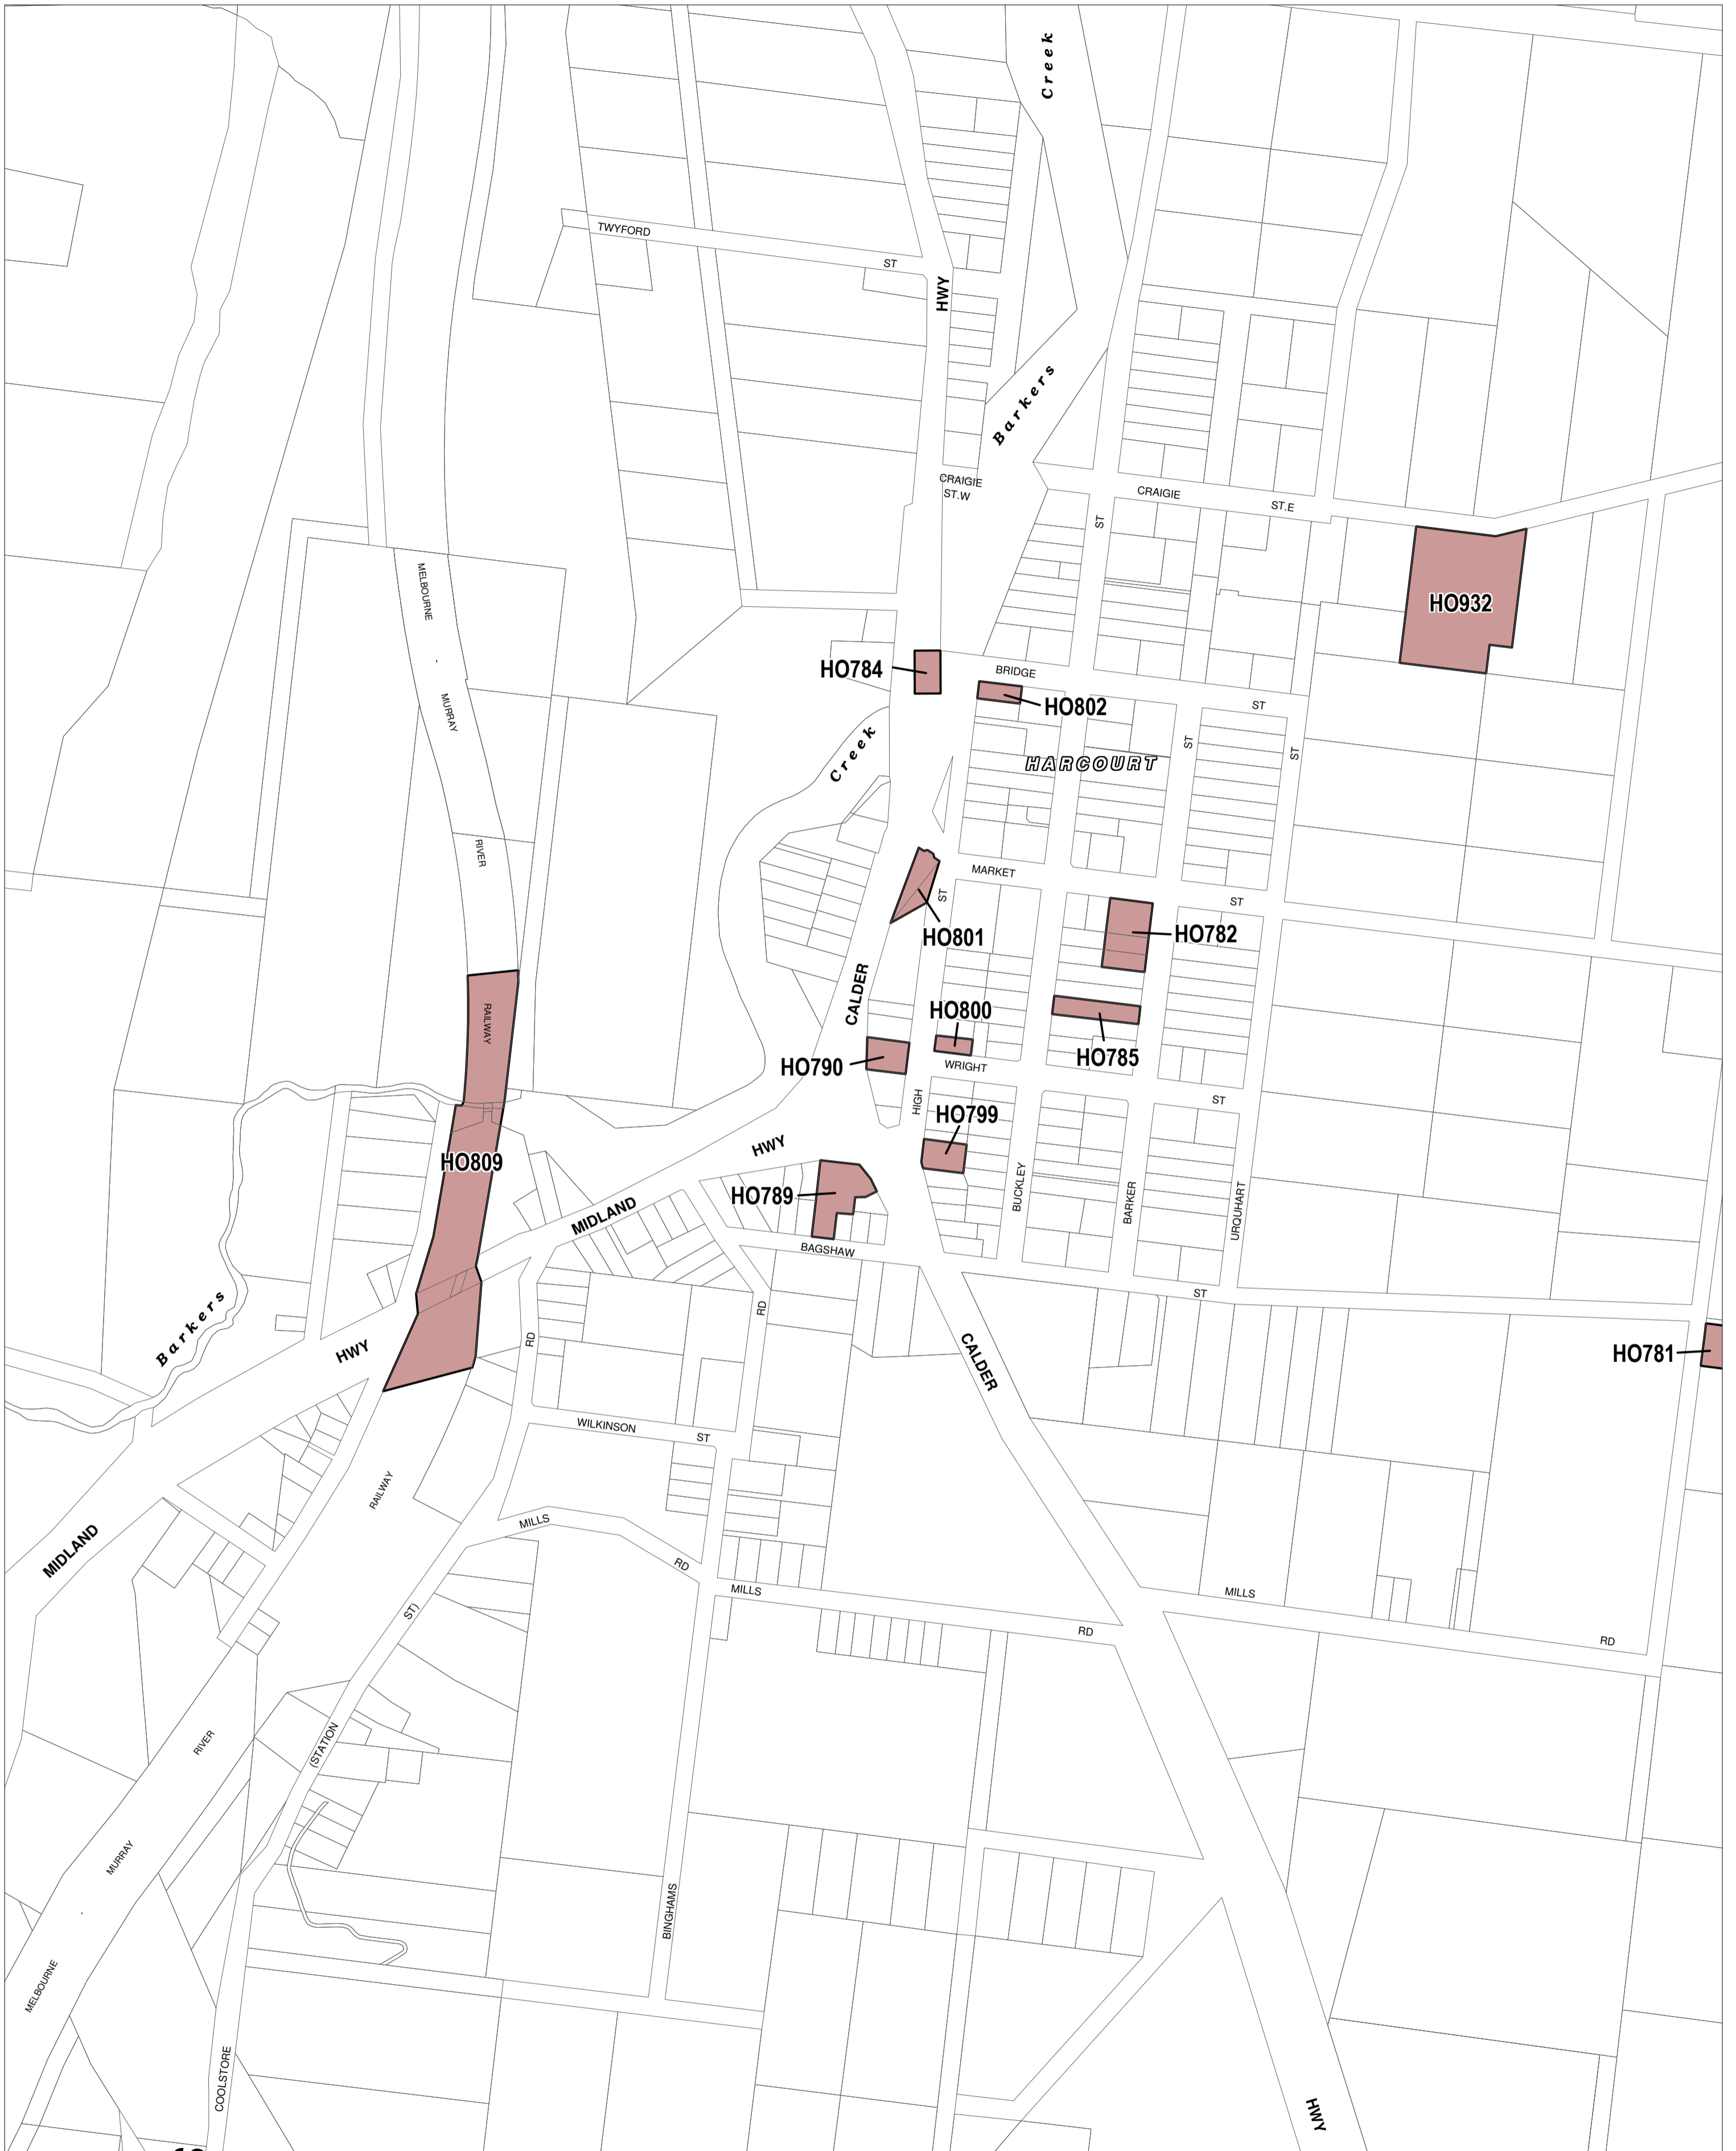 Creek
TWYFORD
ST
HWY
Barkers
CRAIGIE
ST.W
CRAIGIE
ST.E
ST
MELBOURNE
-
MURRAY
RIVER
RAILWAY
HO932
HO784
BRIDGE
ST
HO802
HARCOURT
ST
ST
Creek
MARKET
ST
ST
HO801
HO782
CALDER
HO800
HO785
HO790
WRIGHT
ST
HIGH
HO799
HWY
HO809
HO789
MIDLAND
BUCKLEY
BARKER
URQUHART
BAGSHAW
ST
RD
RD
Barkers
HWY
CALDER
HO781
WILKINSON
ST
RAILWAY
MIDLAND
MILLS
RD
MILLS
RD
MILLS
RD
ST)
(STATION
RIVER
MURRAY
-
MELBOURNE
BINGHAMS
COOLSTORE
HWY